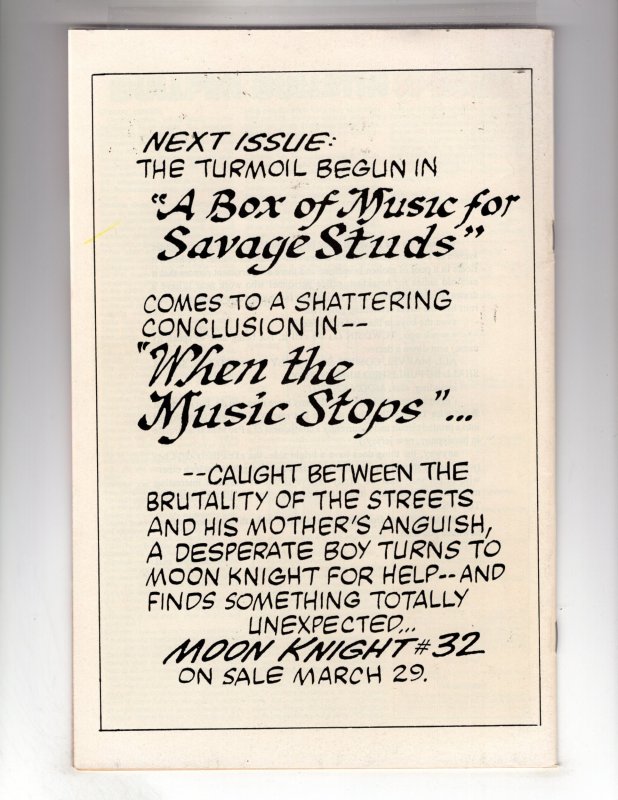 NEXT ISSUE:
THE TURMOIL BEGUN IN
"A Box of Music for
Savage Studs"
COMES TO A SHATTERING
CONCLUSION IN--
"When the
Music Stops"...
--CAUGHT BETWEEN THE
BRUTALITY OF THE STREETS
AND HIS MOTHER'S ANGUISH,
A DESPERATE BOY TURNS TO
MOON KNIGHT FOR HELP--AND
FINDS SOMETHING TOTALLY
UNEXPECTED...
MOON KNIGHT #32
ON SALE MARCH 29.